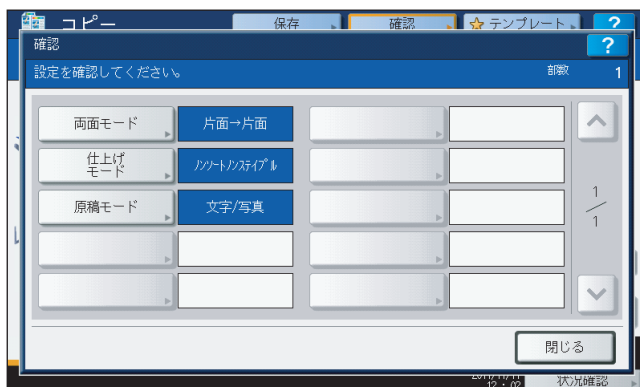 コピー
保存
確認
テンプレート
?
確認
?
設定を確認してください。
部数 1
両面モード
片面→片面
仕上げ
モード
ノンソートノンステイプル
原稿モード
文字/写真
1
/
1
閉じる
12:02
状況確認